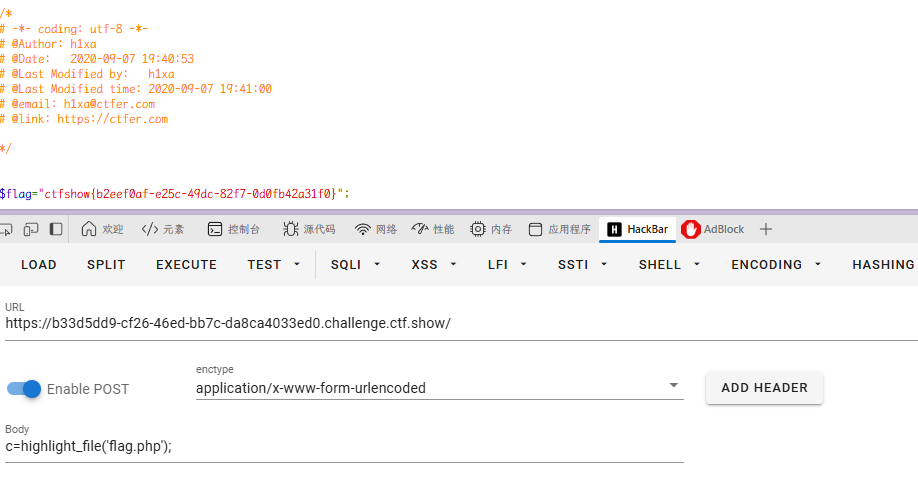 /*
# -*- coding: utf-8 -*-
# @Author: h1xa
# @Date:   2020-09-07 19:40:53
# @Last Modified by:   h1xa
# @Last Modified time: 2020-09-07 19:41:00
# @email: h1xa@ctfer.com
# @link: https://ctfer.com
*/
$flag="ctfshow{b2eef0af-e25c-49dc-82f7-0d0fb42a31f0}";
欢迎 </> 元素 控制台 源代码 网络 性能 内存 应用程序 H HackBar AdBlock +
LOAD SPLIT EXECUTE TEST SQLI XSS LFI SSTI SHELL ENCODING HASHING
URL
https://b33d5dd9-cf26-46ed-bb7c-da8ca4033ed0.challenge.ctf.show/
enctype
Enable POST application/x-www-form-urlencoded ADD HEADER
Body
c=highlight_file('flag.php');